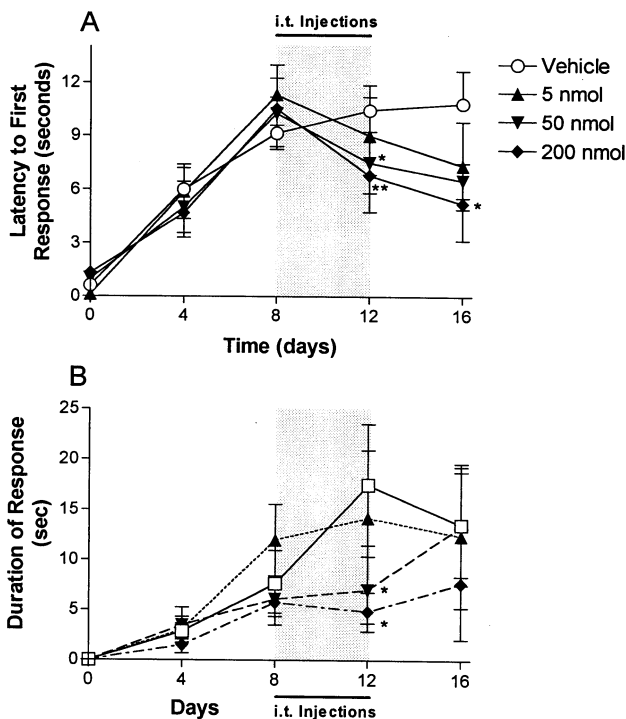 A
i.t. Injections
Latency to First
Response (seconds)
12
9
6
3
0
Vehicle
5 nmol
50 nmol
200 nmol
*
**
*
0
4
8
12
16
Time (days)
B
Duration of Response
(sec)
25
20
15
10
5
0
*
*
0
4
8
12
16
Days
i.t. Injections